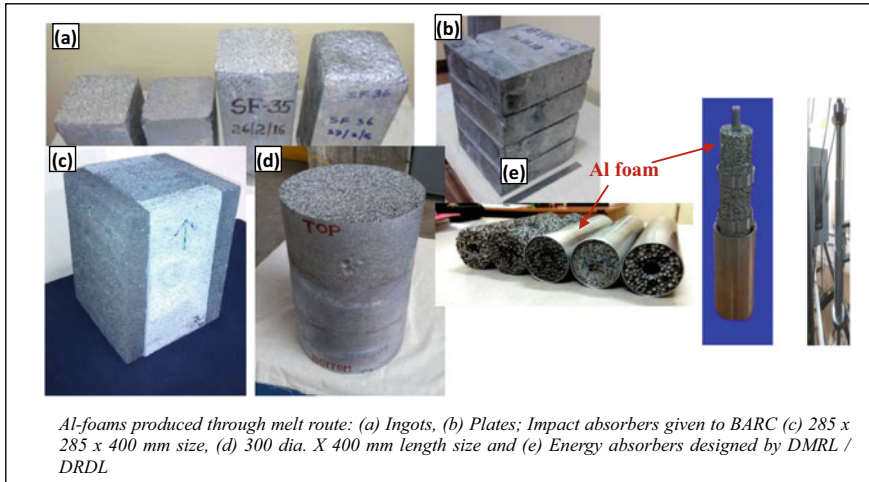 (a)
(b)
SF-35
26/2/16
SF 36
(c)
(d)
(e)
Al foam
TOP
BOTTOM
Al-foams produced through melt route: (a) Ingots, (b) Plates; Impact absorbers given to BARC (c) 285 x
285 x 400 mm size, (d) 300 dia. X 400 mm length size and (e) Energy absorbers designed by DMRL /
DRDL